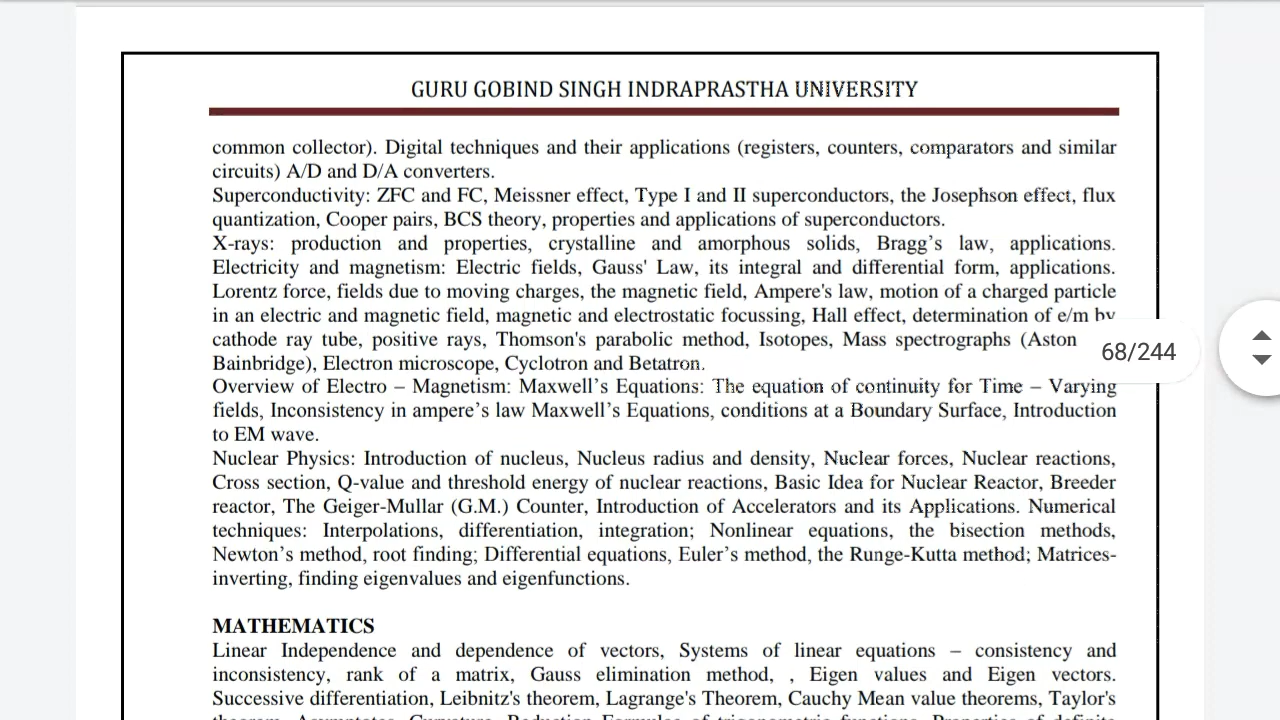 GURU GOBIND SINGH INDRAPRASTHA UNIVERSITY
common collector). Digital techniques and their applications (registers, counters, comparators and similar
circuits) A/D and D/A converters.
Superconductivity: ZFC and FC, Meissner effect, Type I and II superconductors, the Josephson effect, flux
quantization, Cooper pairs, BCS theory, properties and applications of superconductors.
X-rays: production and properties, crystalline and amorphous solids, Bragg’s law, applications.
Electricity and magnetism: Electric fields, Gauss' Law, its integral and differential form, applications.
Lorentz force, fields due to moving charges, the magnetic field, Ampere's law, motion of a charged particle
in an electric and magnetic field, magnetic and electrostatic focussing, Hall effect, determination of e/m by
cathode ray tube, positive rays, Thomson's parabolic method, Isotopes, Mass spectrographs (Aston
68/244
Bainbridge), Electron microscope, Cyclotron and Betatron.
Overview of Electro – Magnetism: Maxwell’s Equations: The equation of continuity for Time – Varying
fields, Inconsistency in ampere’s law Maxwell’s Equations, conditions at a Boundary Surface, Introduction
to EM wave.
Nuclear Physics: Introduction of nucleus, Nucleus radius and density, Nuclear forces, Nuclear reactions,
Cross section, Q-value and threshold energy of nuclear reactions, Basic Idea for Nuclear Reactor, Breeder
reactor, The Geiger-Mullar (G.M.) Counter, Introduction of Accelerators and its Applications. Numerical
techniques: Interpolations, differentiation, integration; Nonlinear equations, the bisection methods,
Newton’s method, root finding; Differential equations, Euler’s method, the Runge-Kutta method; Matrices-
inverting, finding eigenvalues and eigenfunctions.
MATHEMATICS
Linear Independence and dependence of vectors, Systems of linear equations – consistency and
inconsistency, rank of a matrix, Gauss elimination method, , Eigen values and Eigen vectors.
Successive differentiation, Leibnitz's theorem, Lagrange's Theorem, Cauchy Mean value theorems, Taylor's
theorem, Asymptotes, Curvature, Reduction Formulae of trigonometric functions, Properties of definite